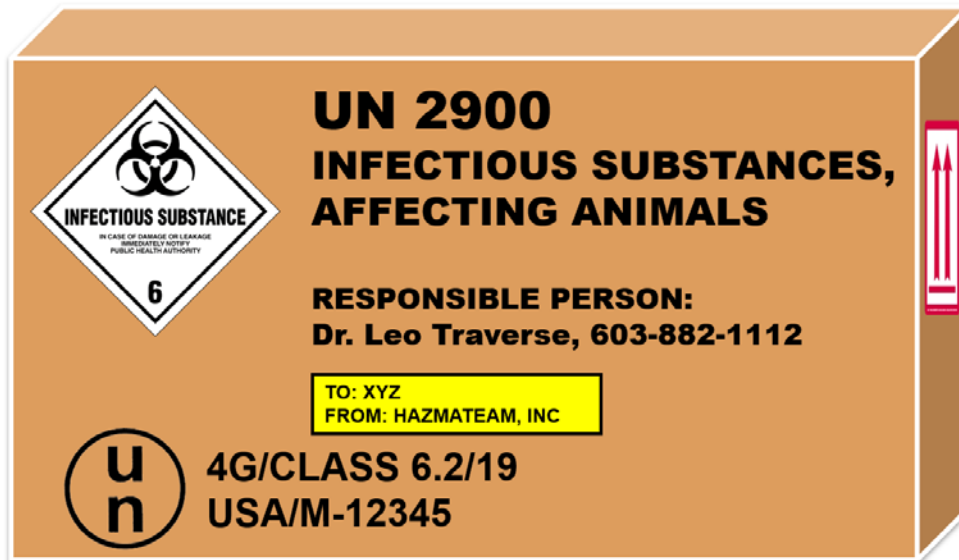 UN 2900
INFECTIOUS SUBSTANCES,
AFFECTING ANIMALS
INFECTIOUS SUBSTANCE
IN CASE OF DAMAGE OR LEAKAGE
IMMEDIATELY NOTIFY
PUBLIC HEALTH AUTHORITY
6
RESPONSIBLE PERSON:
Dr. Leo Traverse, 603-882-1112
TO: XYZ
FROM: HAZMATEAM, INC
u
n
4G/CLASS 6.2/19
USA/M-12345